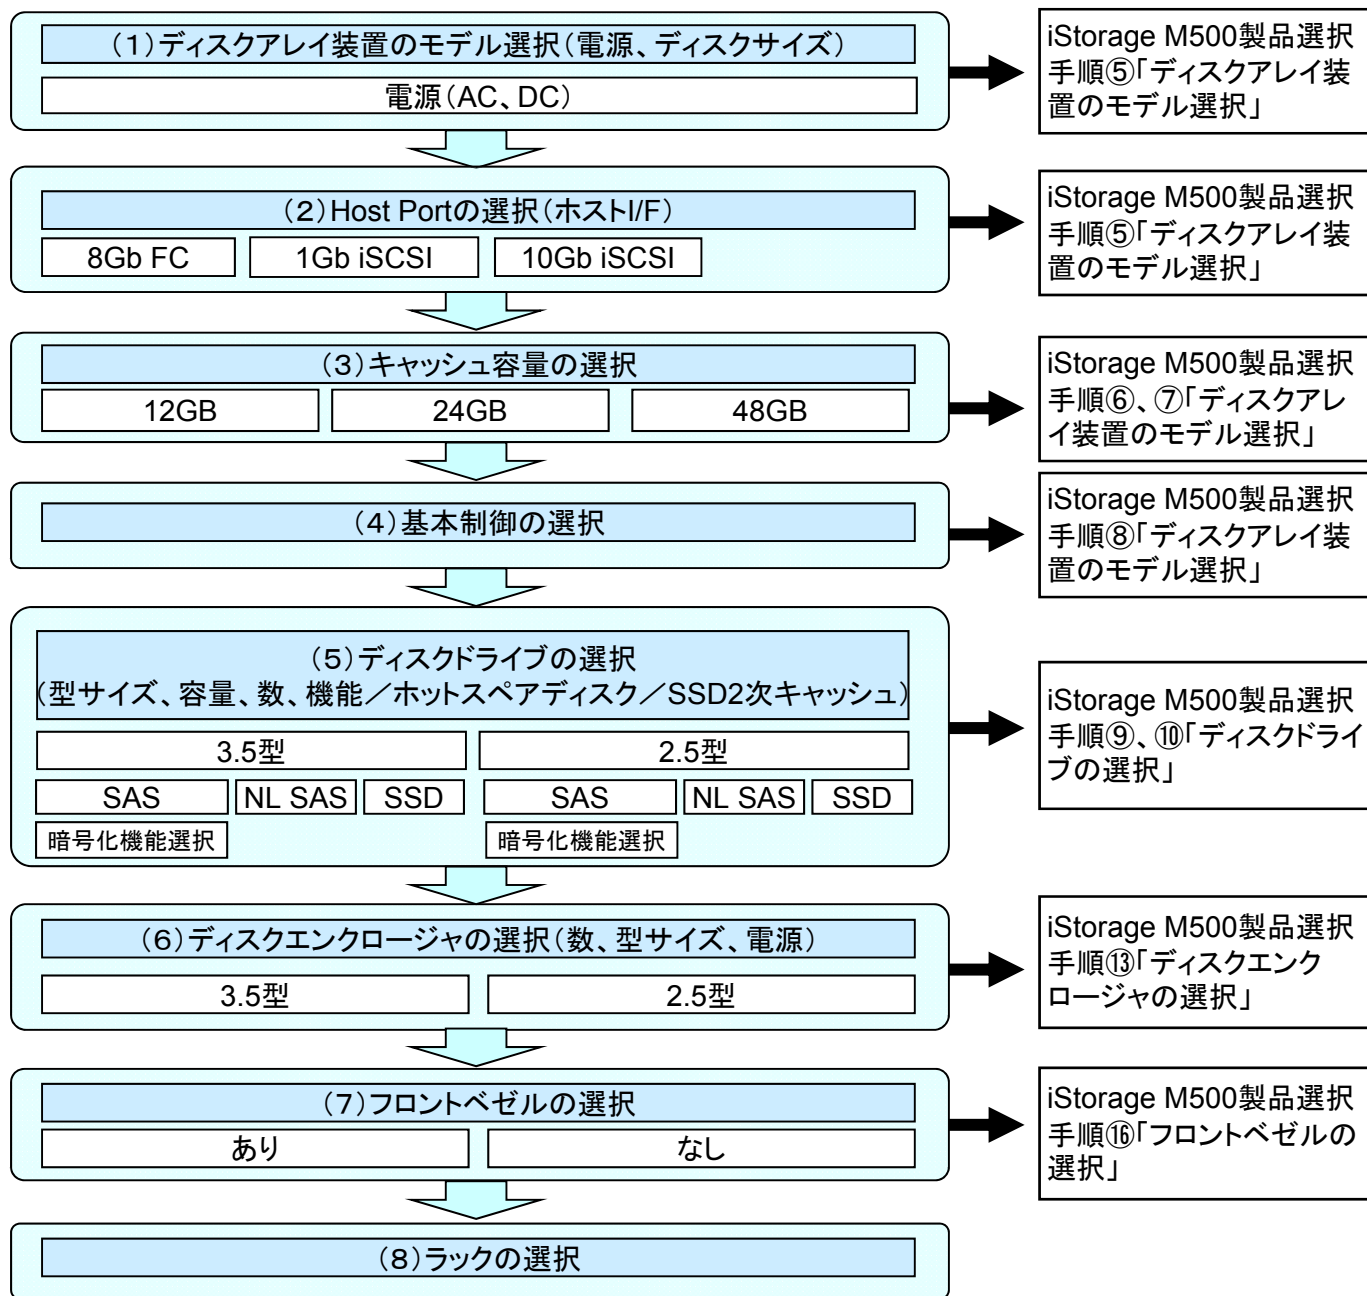 (1)ディスクアレイ装置のモデル選択(電源、ディスクサイズ)
電源(AC、DC)
iStorage M500製品選択
手順⑤「ディスクアレイ装
置のモデル選択」
(2)Host Portの選択(ホストI/F)
8Gb FC
1Gb iSCSI
10Gb iSCSI
iStorage M500製品選択
手順⑤「ディスクアレイ装
置のモデル選択」
(3)キャッシュ容量の選択
12GB
24GB
48GB
iStorage M500製品選択
手順⑥、⑦「ディスクアレ
イ装置のモデル選択」
(4)基本制御の選択
iStorage M500製品選択
手順⑧「ディスクアレイ装
置のモデル選択」
(5)ディスクドライブの選択
(型サイズ、容量、数、機能／ホットスペアディスク／SSD2次キャッシュ)
3.5型
2.5型
SAS
NL SAS
SSD
SAS
NL SAS
SSD
暗号化機能選択
暗号化機能選択
iStorage M500製品選択
手順⑨、⑩「ディスクドライ
ブの選択」
(6)ディスクエンクロージャの選択(数、型サイズ、電源)
3.5型
2.5型
iStorage M500製品選択
手順⑬「ディスクエンク
ロージャの選択」
(7)フロントベゼルの選択
あり
なし
iStorage M500製品選択
手順⑯「フロントベゼルの
選択」
(8)ラックの選択